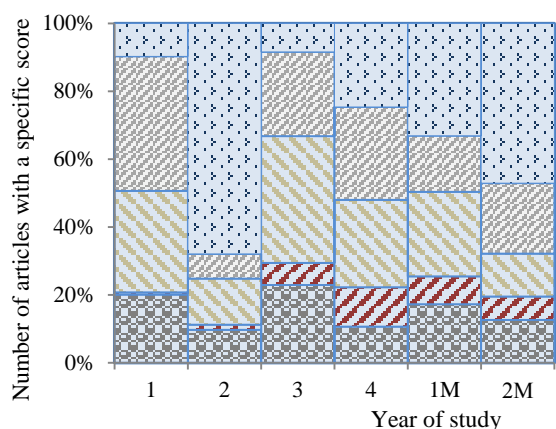 Number of articles with a specific score
100%
80%
60%
40%
20%
0%
1 2 3 4 1M 2M
Year of study